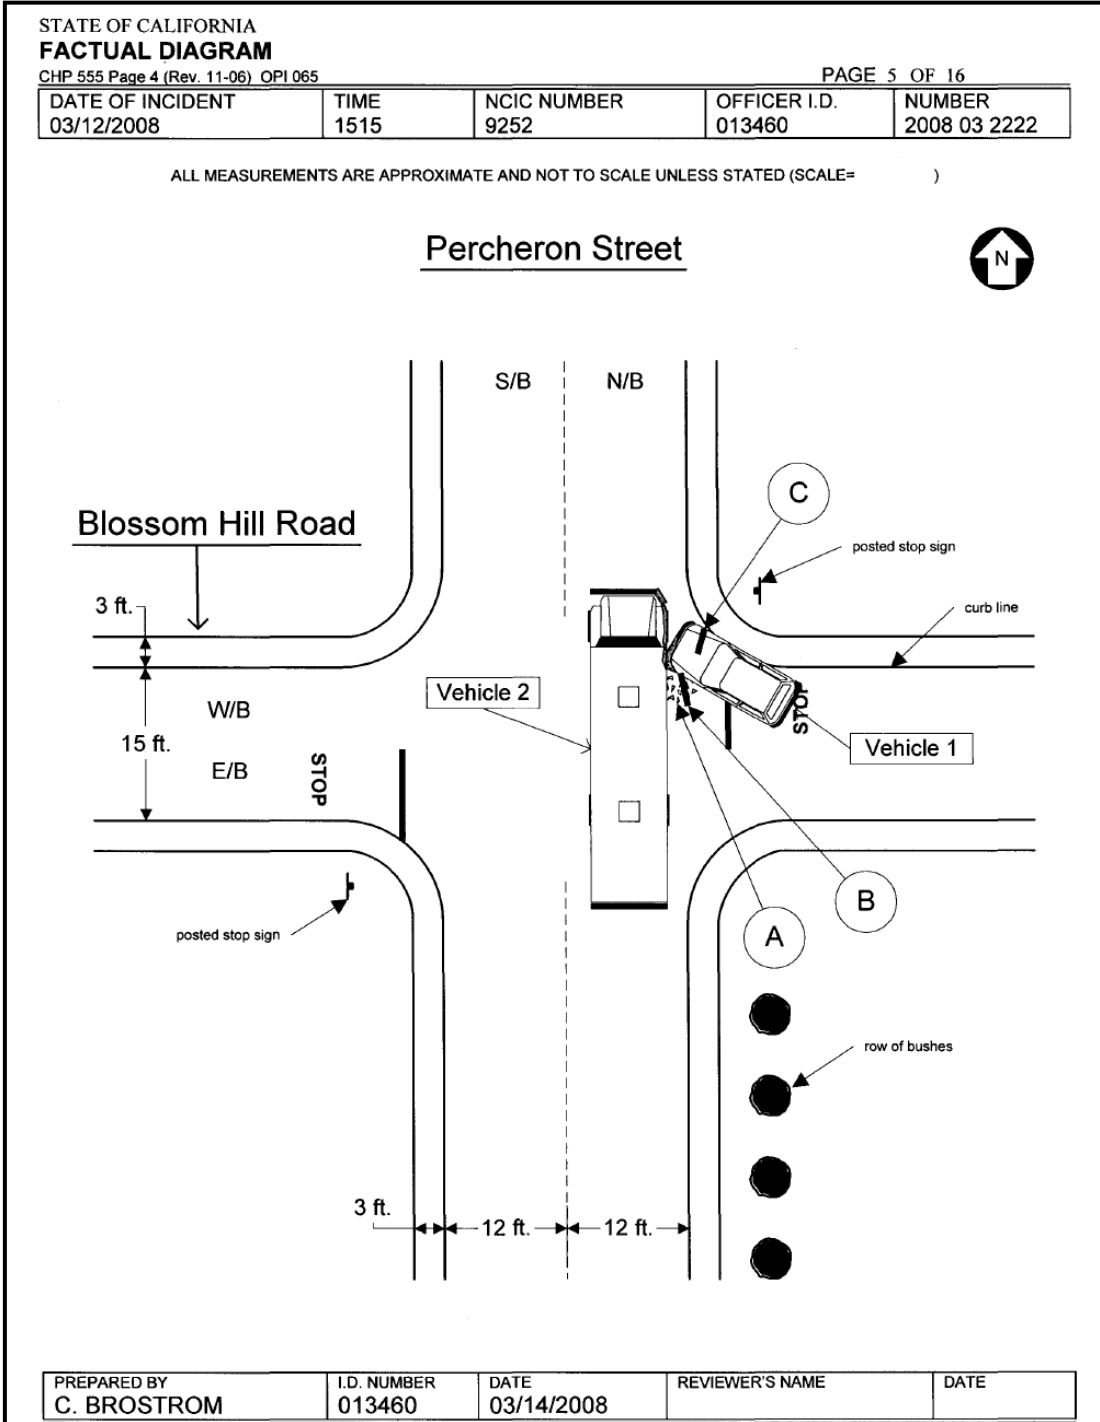 STATE OF CALIFORNIA
FACTUAL DIAGRAM
CHP 555 Page 4 (Rev. 11-06) OPI 065
PAGE 5 OF 16
DATE OF INCIDENT
03/12/2008
TIME
1515
NCIC NUMBER
9252
OFFICER I.D.
013460
NUMBER
2008 03 2222
ALL MEASUREMENTS ARE APPROXIMATE AND NOT TO SCALE UNLESS STATED (SCALE= )
Percheron Street
N
S/B
N/B
C
Blossom Hill Road
posted stop sign
3 ft.
curb line
Vehicle 2
W/B
STOP
15 ft.
Vehicle 1
E/B
STOP
B
A
posted stop sign
row of bushes
3 ft.
12 ft.
12 ft.
PREPARED BY
C. BROSTROM
I.D. NUMBER
013460
DATE
03/14/2008
REVIEWER'S NAME
DATE